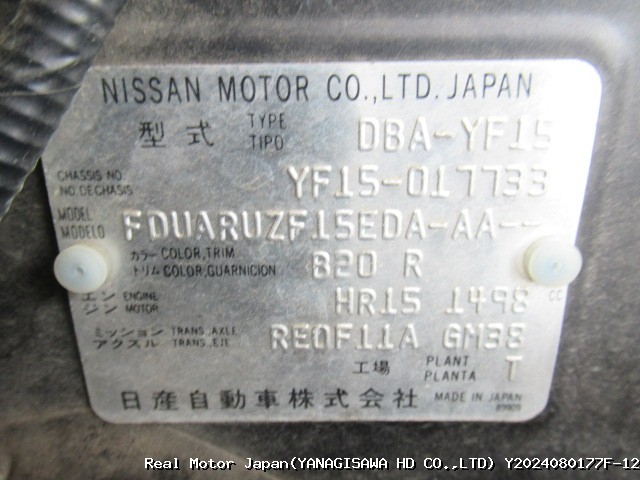 NISSAN MOTOR CO.,LTD. JAPAN
型式 TYPE TIPO DBA-YF15
CHASSIS NO. NO. DECHASIS YF15-017733
MODEL MODELO FDUARUZF15EDA-AA--
カラー COLOR,TRIM
トリム COLOR,GUARNICION 820 R
エンジン ENGINE MOTOR HR15 1498 CC
ミッション TRANS.,AXLE
アクスル TRANS.,EJE RE0F11A GM38
工場 PLANT PLANTA T
日産自動車株式会社 MADE IN JAPAN
Real Motor Japan(YANAGISAWA HD CO.,LTD) Y2024080177F-12